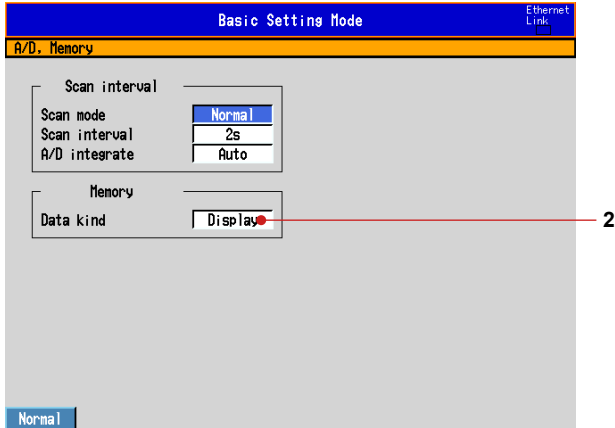 Basic Setting Mode
Ethernet
Link
A/D, Memory
Scan interval
Scan mode Normal
Scan interval 2s
A/D integrate Auto
Memory
Data kind Display
2
Normal